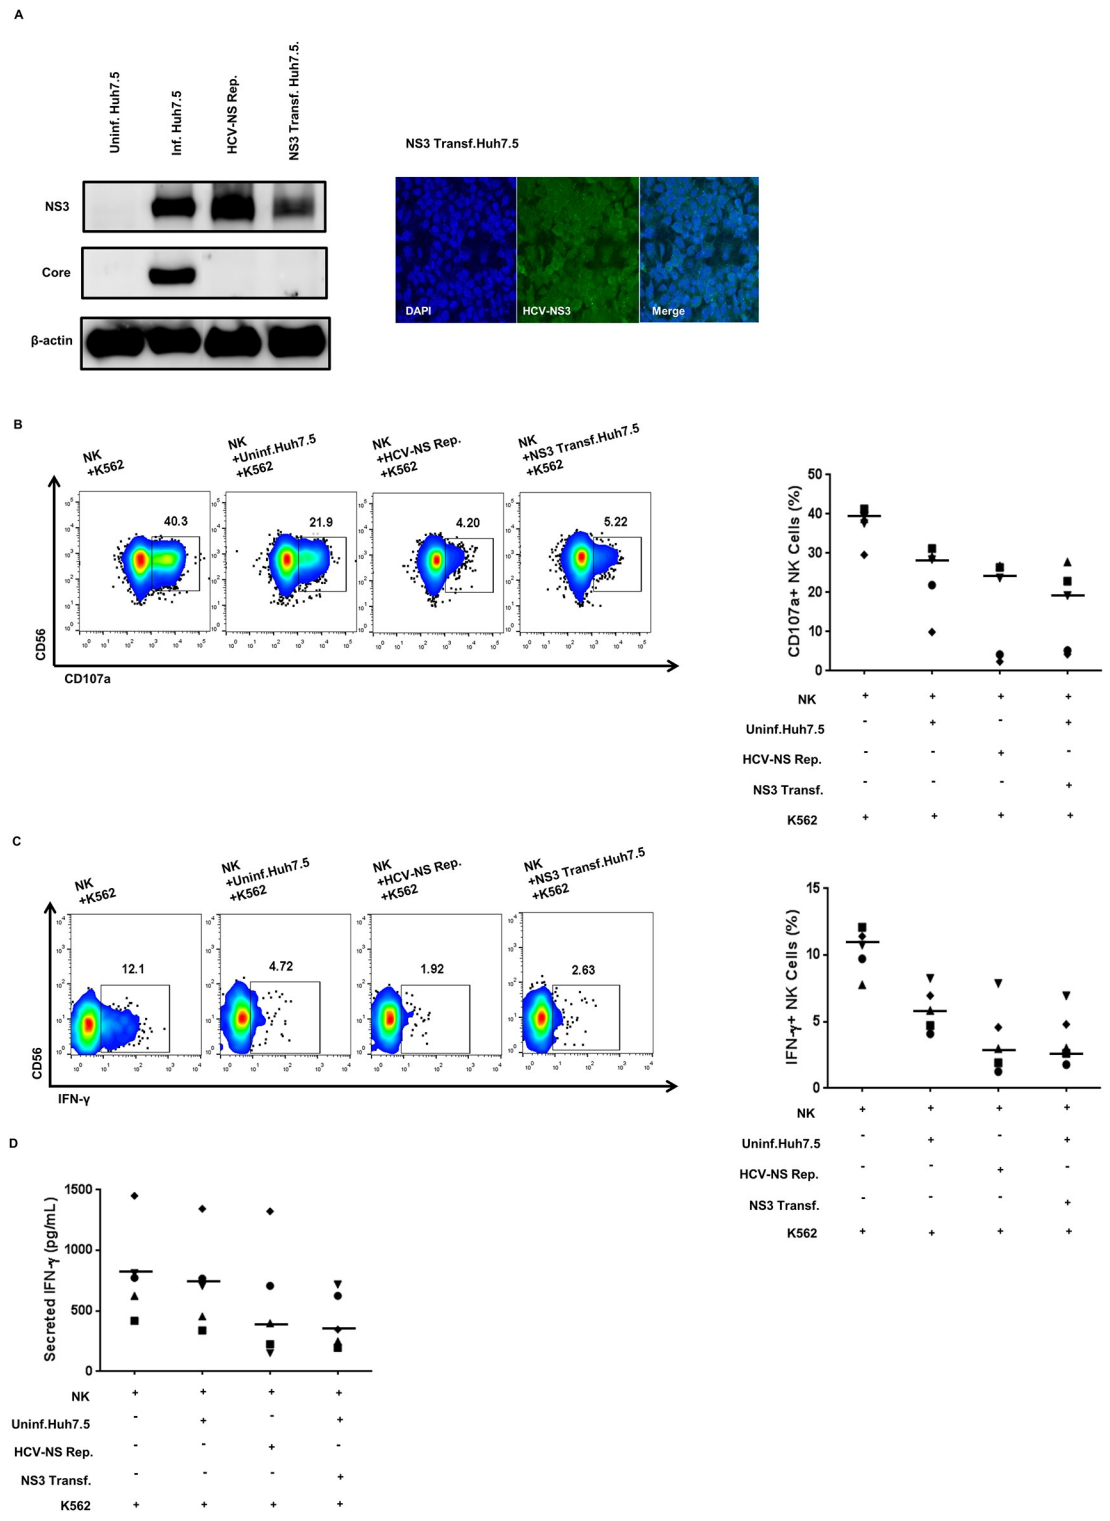 A
Uninf. Huh7.5
Inf. Huh7.5
HCV-NS Rep.
NS3 Transf. Huh7.5.
NS3
Core
β-actin
NS3 Transf.Huh7.5
DAPI
HCV-NS3
Merge
B
NK
+K562
NK
+Uninf.Huh7.5
+K562
NK
+HCV-NS Rep.
+K562
NK
+NS3 Transf.Huh7.5
+K562
40.3
21.9
4.20
5.22
CD56
CD107a
CD107a+ NK Cells (%)
50
40
30
20
10
0
NK + + + +
Uninf.Huh7.5 - + - +
HCV-NS Rep. - - + -
NS3 Transf. - - - +
K562 + + + +
C
NK
+K562
NK
+Uninf.Huh7.5
+K562
NK
+HCV-NS Rep.
+K562
NK
+NS3 Transf.Huh7.5
+K562
12.1
4.72
1.92
2.63
CD56
IFN-γ
IFN-γ+ NK Cells (%)
15
10
5
0
NK + + + +
Uninf.Huh7.5 - + - +
HCV-NS Rep. - - + -
NS3 Transf. - - - +
K562 + + + +
D
Secreted IFN-γ (pg/mL)
1500
1000
500
0
NK + + + +
Uninf.Huh7.5 - + - +
HCV-NS Rep. - - + -
NS3 Transf. - - - +
K562 + + + +